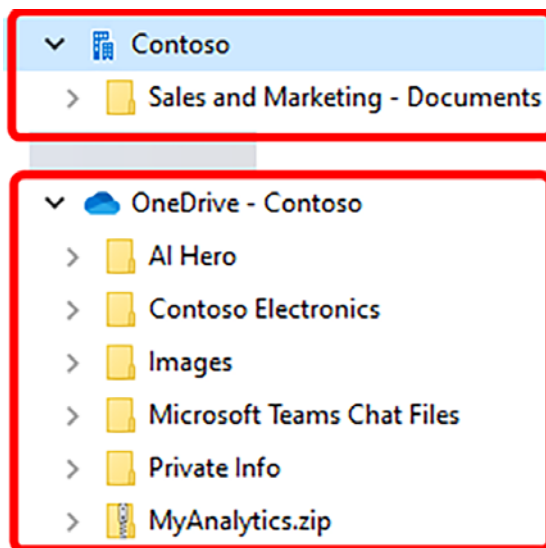 Contoso
Sales and Marketing - Documents
OneDrive - Contoso
AI Hero
Contoso Electronics
Images
Microsoft Teams Chat Files
Private Info
MyAnalytics.zip